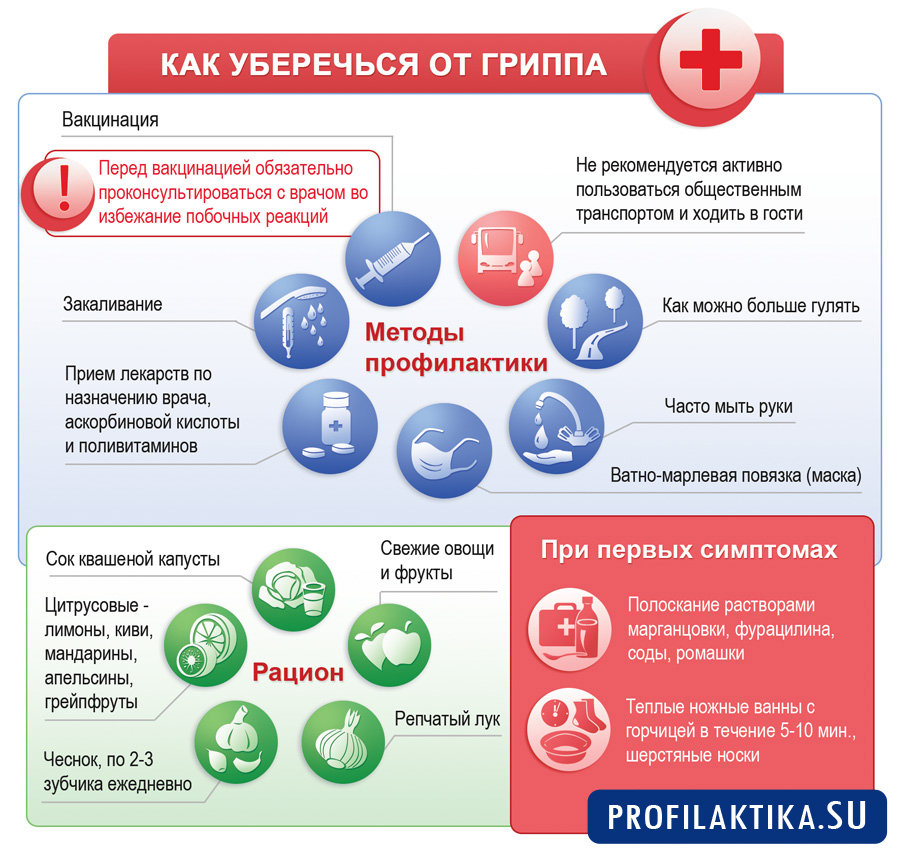 КАК УБЕРЕЧЬСЯ ОТ ГРИППА
Вакцинация
!
Перед вакцинацией обязательно
проконсультироваться с врачом во
избежание побочных реакций
Не рекомендуется активно
пользоваться общественным
транспортом и ходить в гости
Закаливание
Как можно больше гулять
Методы
профилактики
Прием лекарств по
назначению врача,
аскорбиновой кислоты
и поливитаминов
Часто мыть руки
Ватно-марлевая повязка (маска)
Сок квашеной капусты
Свежие овощи
и фрукты
Цитрусовые -
лимоны, киви,
мандарины,
апельсины,
грейпфруты
Рацион
Репчатый лук
Чеснок, по 2-3
зубчика ежедневно
При первых симптомах
Полоскание растворами
марганцовки, фурацилина,
соды, ромашки
Теплые ножные ванны с
горчицей в течение 5-10 мин.,
шерстяные носки
PROFILAKTIKA.SU